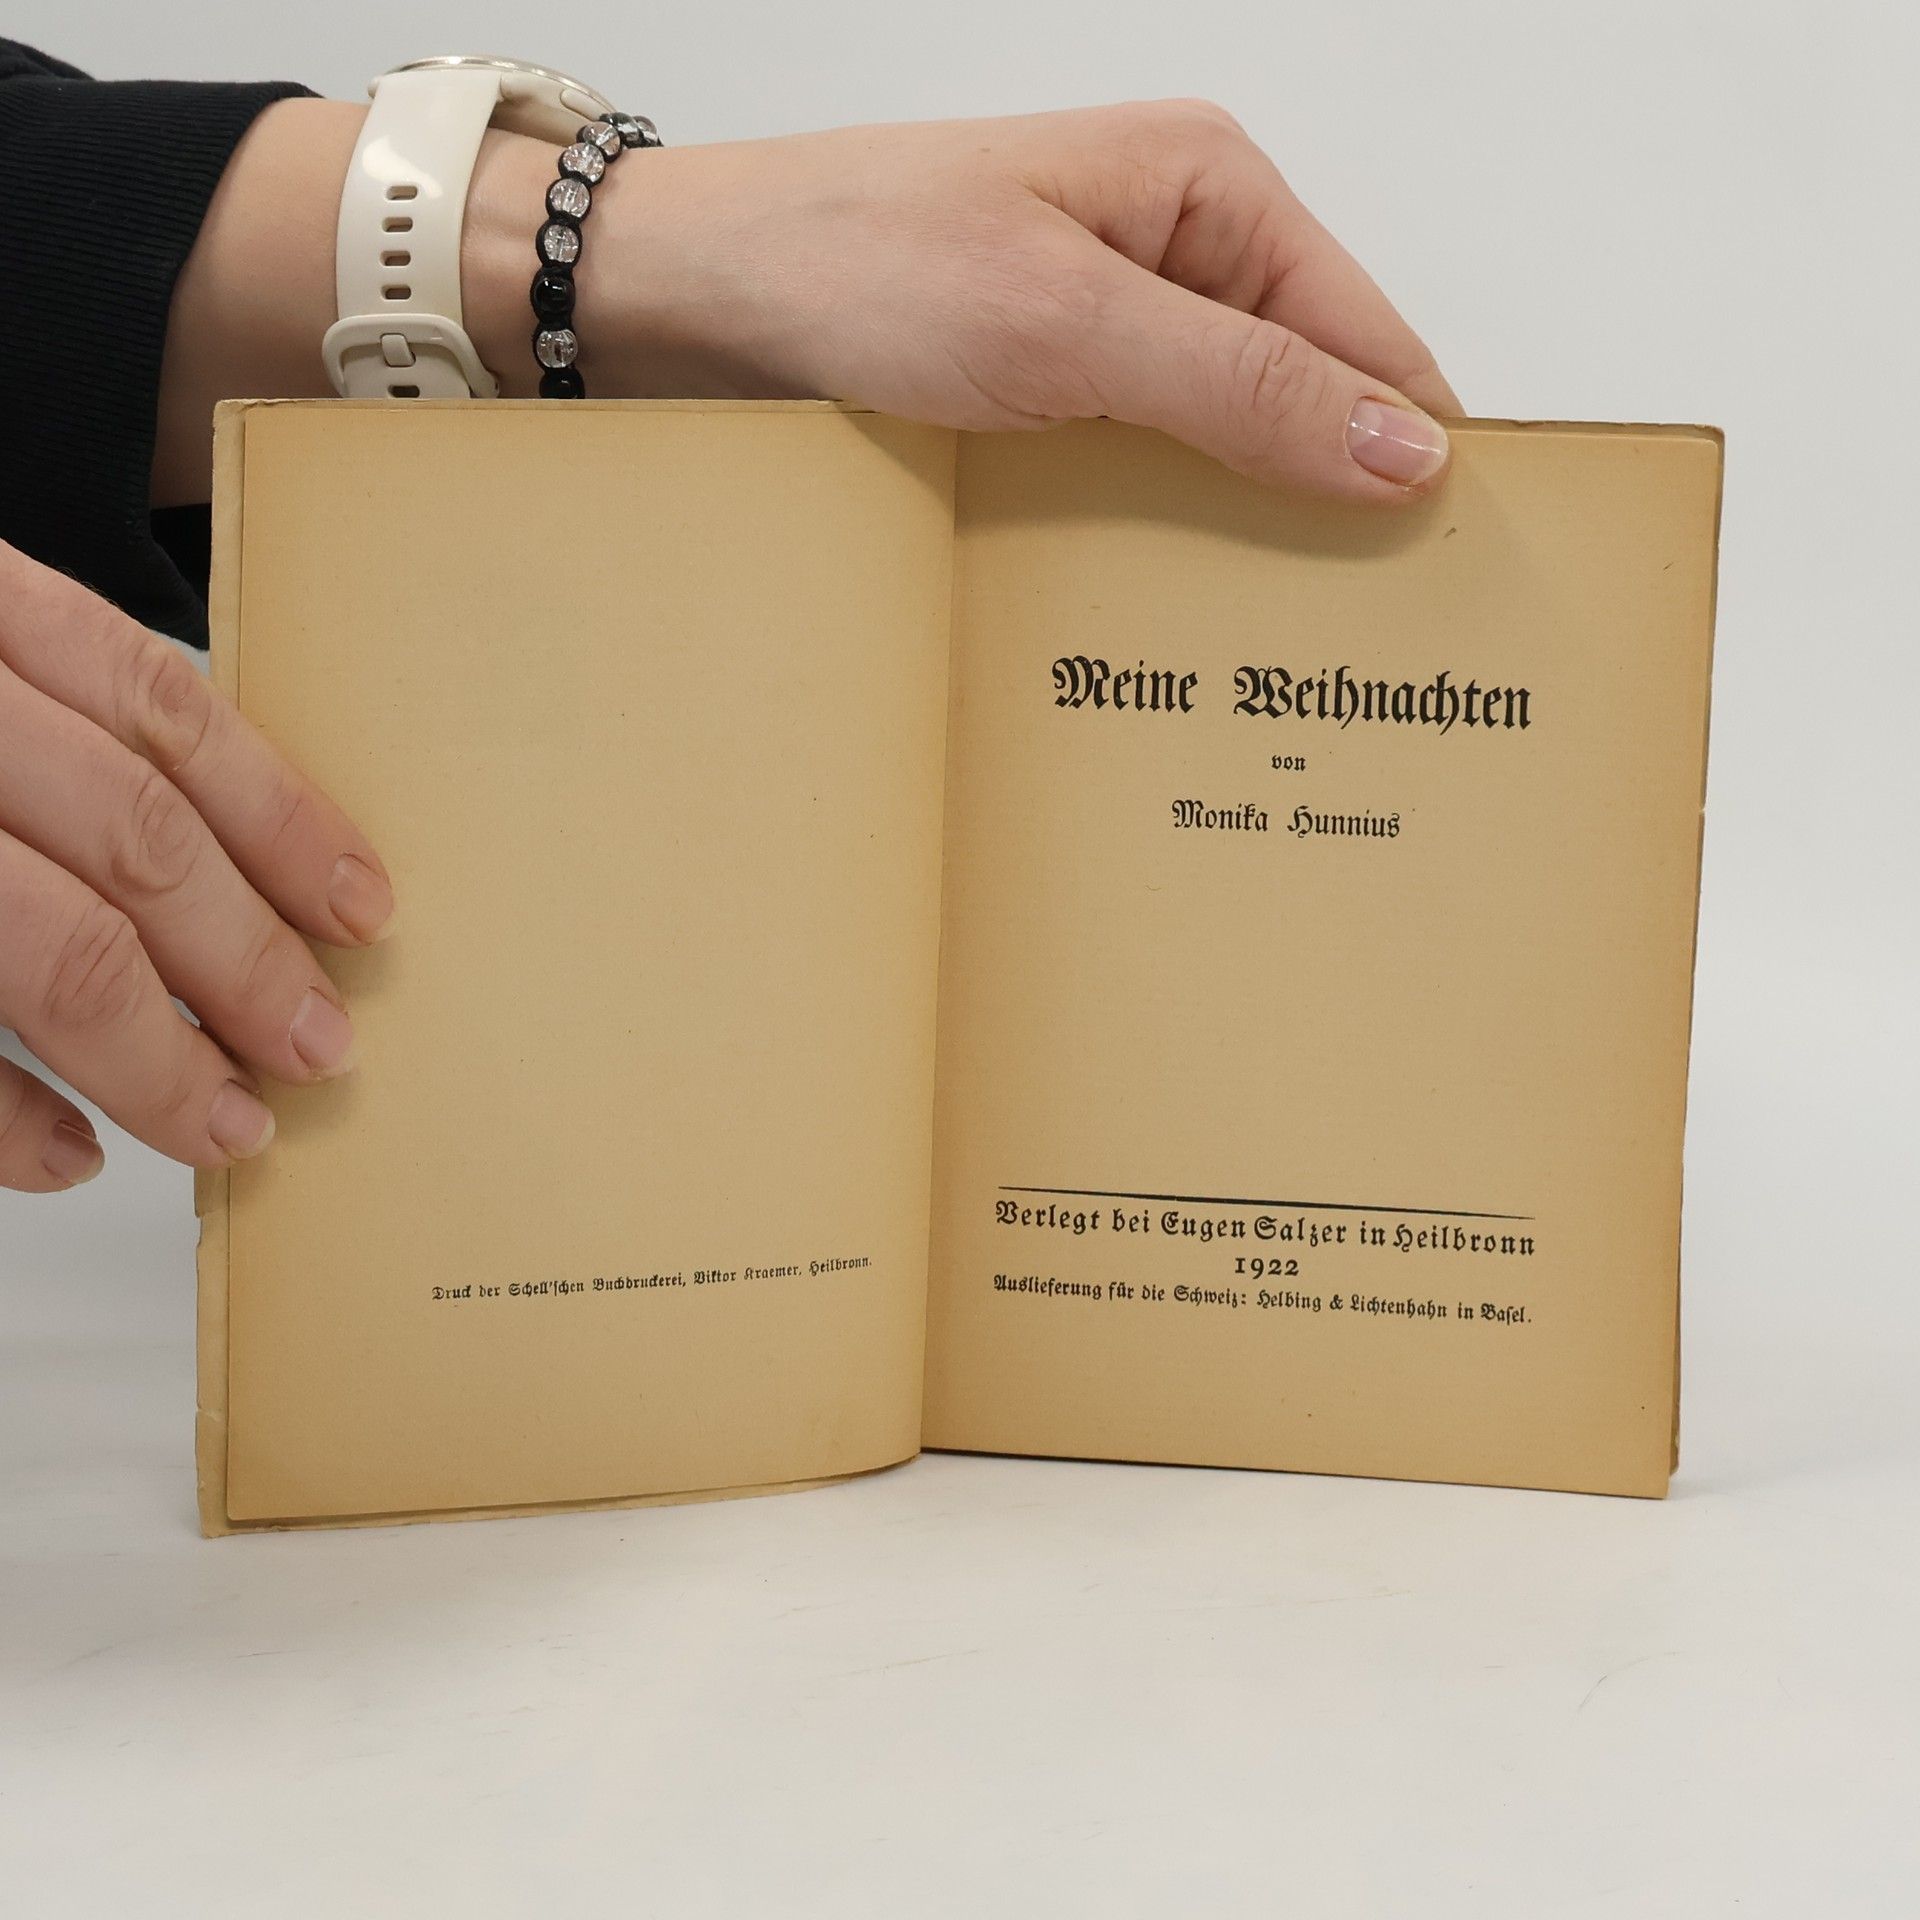 Druck der Schell'schen Buchdruckerei, Viktor Kraemer, Heilbronn.
Meine Weihnachten
von
Monika Hunnius
Verlegt bei Eugen Salzer in Heilbronn
1922
Auslieferung für die Schweiz: Helbing & Lichtenhahn in Basel.